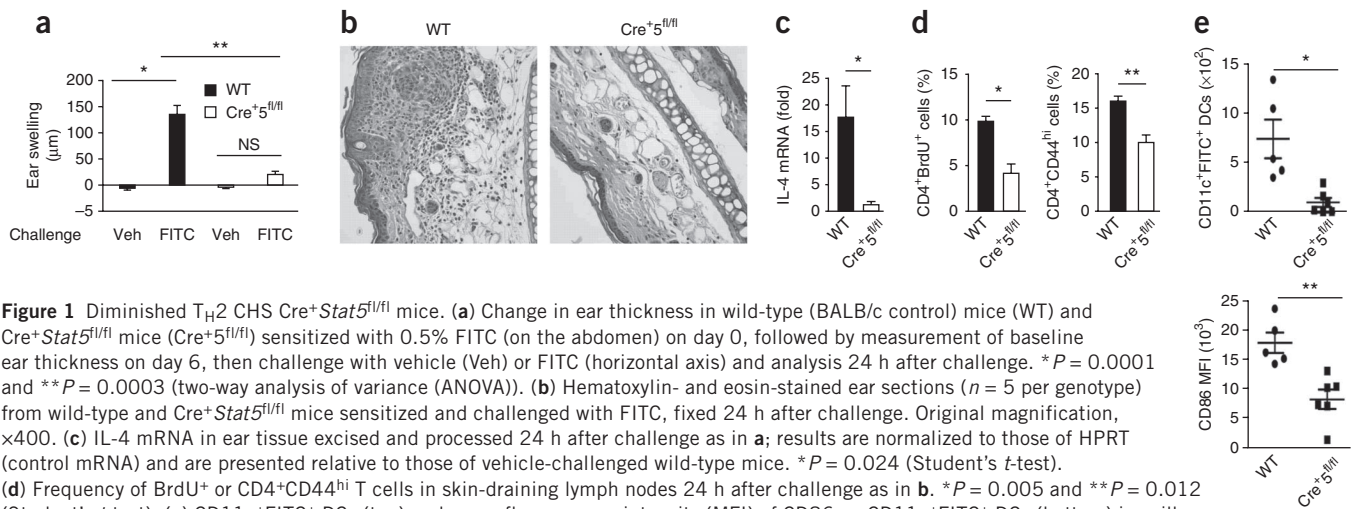 a
**
*
200
150
100
50
0
–5
Ear swelling
(μm)
WT
Cre+5fl/fl
NS
Challenge Veh FITC Veh FITC
b
WT Cre+5fl/fl
c
*
25
20
15
10
5
0
IL-4 mRNA (fold)
WT
Cre+5fl/fl
d
*
15
10
5
0
CD4+BrdU+ cells (%)
WT
Cre+5fl/fl
**
20
15
10
5
0
CD4+CD44hi cells (%)
WT
Cre+5fl/fl
e
*
15
10
5
0
CD11c+FITC+ DCs (×10²)
WT
Cre+5fl/fl
**
25
20
15
10
5
0
CD86 MFI (10³)
WT
Cre+5fl/fl
Figure 1 Diminished TH2 CHS Cre+Stat5fl/fl mice. (a) Change in ear thickness in wild-type (BALB/c control) mice (WT) and
Cre+Stat5fl/fl mice (Cre+5fl/fl) sensitized with 0.5% FITC (on the abdomen) on day 0, followed by measurement of baseline
ear thickness on day 6, then challenge with vehicle (Veh) or FITC (horizontal axis) and analysis 24 h after challenge. *P = 0.0001
and **P = 0.0003 (two-way analysis of variance (ANOVA)). (b) Hematoxylin- and eosin-stained ear sections (n = 5 per genotype)
from wild-type and Cre+Stat5fl/fl mice sensitized and challenged with FITC, fixed 24 h after challenge. Original magnification,
×400. (c) IL-4 mRNA in ear tissue excised and processed 24 h after challenge as in a; results are normalized to those of HPRT
(control mRNA) and are presented relative to those of vehicle-challenged wild-type mice. *P = 0.024 (Student's t-test).
(d) Frequency of BrdU+ or CD4+CD44hi T cells in skin-draining lymph nodes 24 h after challenge as in b. *P = 0.005 and **P = 0.012